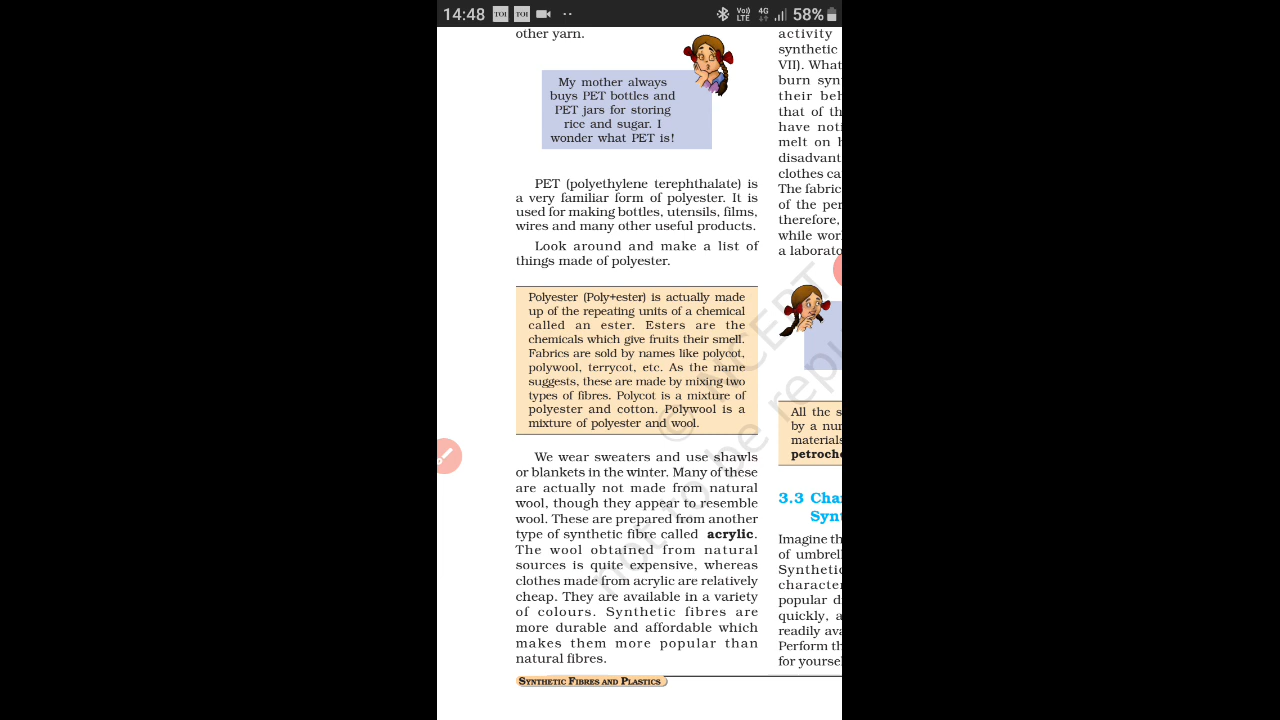 14:48 TOI TOI Vo) LTE 4G 58%
other yarn.
My mother always
buys PET bottles and
PET jars for storing
rice and sugar. I
wonder what PET is!
PET (polyethylene terephthalate) is
a very familiar form of polyester. It is
used for making bottles, utensils, films,
wires and many other useful products.
Look around and make a list of
things made of polyester.
Polyester (Poly+ester) is actually made
up of the repeating units of a chemical
called an ester. Esters are the
chemicals which give fruits their smell.
Fabrics are sold by names like polycot,
polywool, terrycot, etc. As the name
suggests, these are made by mixing two
types of fibres. Polycot is a mixture of
polyester and cotton. Polywool is a
mixture of polyester and wool.
We wear sweaters and use shawls
or blankets in the winter. Many of these
are actually not made from natural
wool, though they appear to resemble
wool. These are prepared from another
type of synthetic fibre called acrylic.
The wool obtained from natural
sources is quite expensive, whereas
clothes made from acrylic are relatively
cheap. They are available in a variety
of colours. Synthetic fibres are
more durable and affordable which
makes them more popular than
natural fibres.
SYNTHETIC FIBRES AND PLASTICS
activity
synthetic
VII). What
burn syn
their beh
that of th
have noti
melt on h
disadvant
clothes ca
The fabric
of the per
therefore,
while wor
a laborato
All the s
by a nu
materials
petroche
3.3 Cha
Synt
Imagine th
of umbrel
Synthetic
character
popular d
quickly, a
readily ava
Perform th
for yoursel
© NCERT
not to be repu